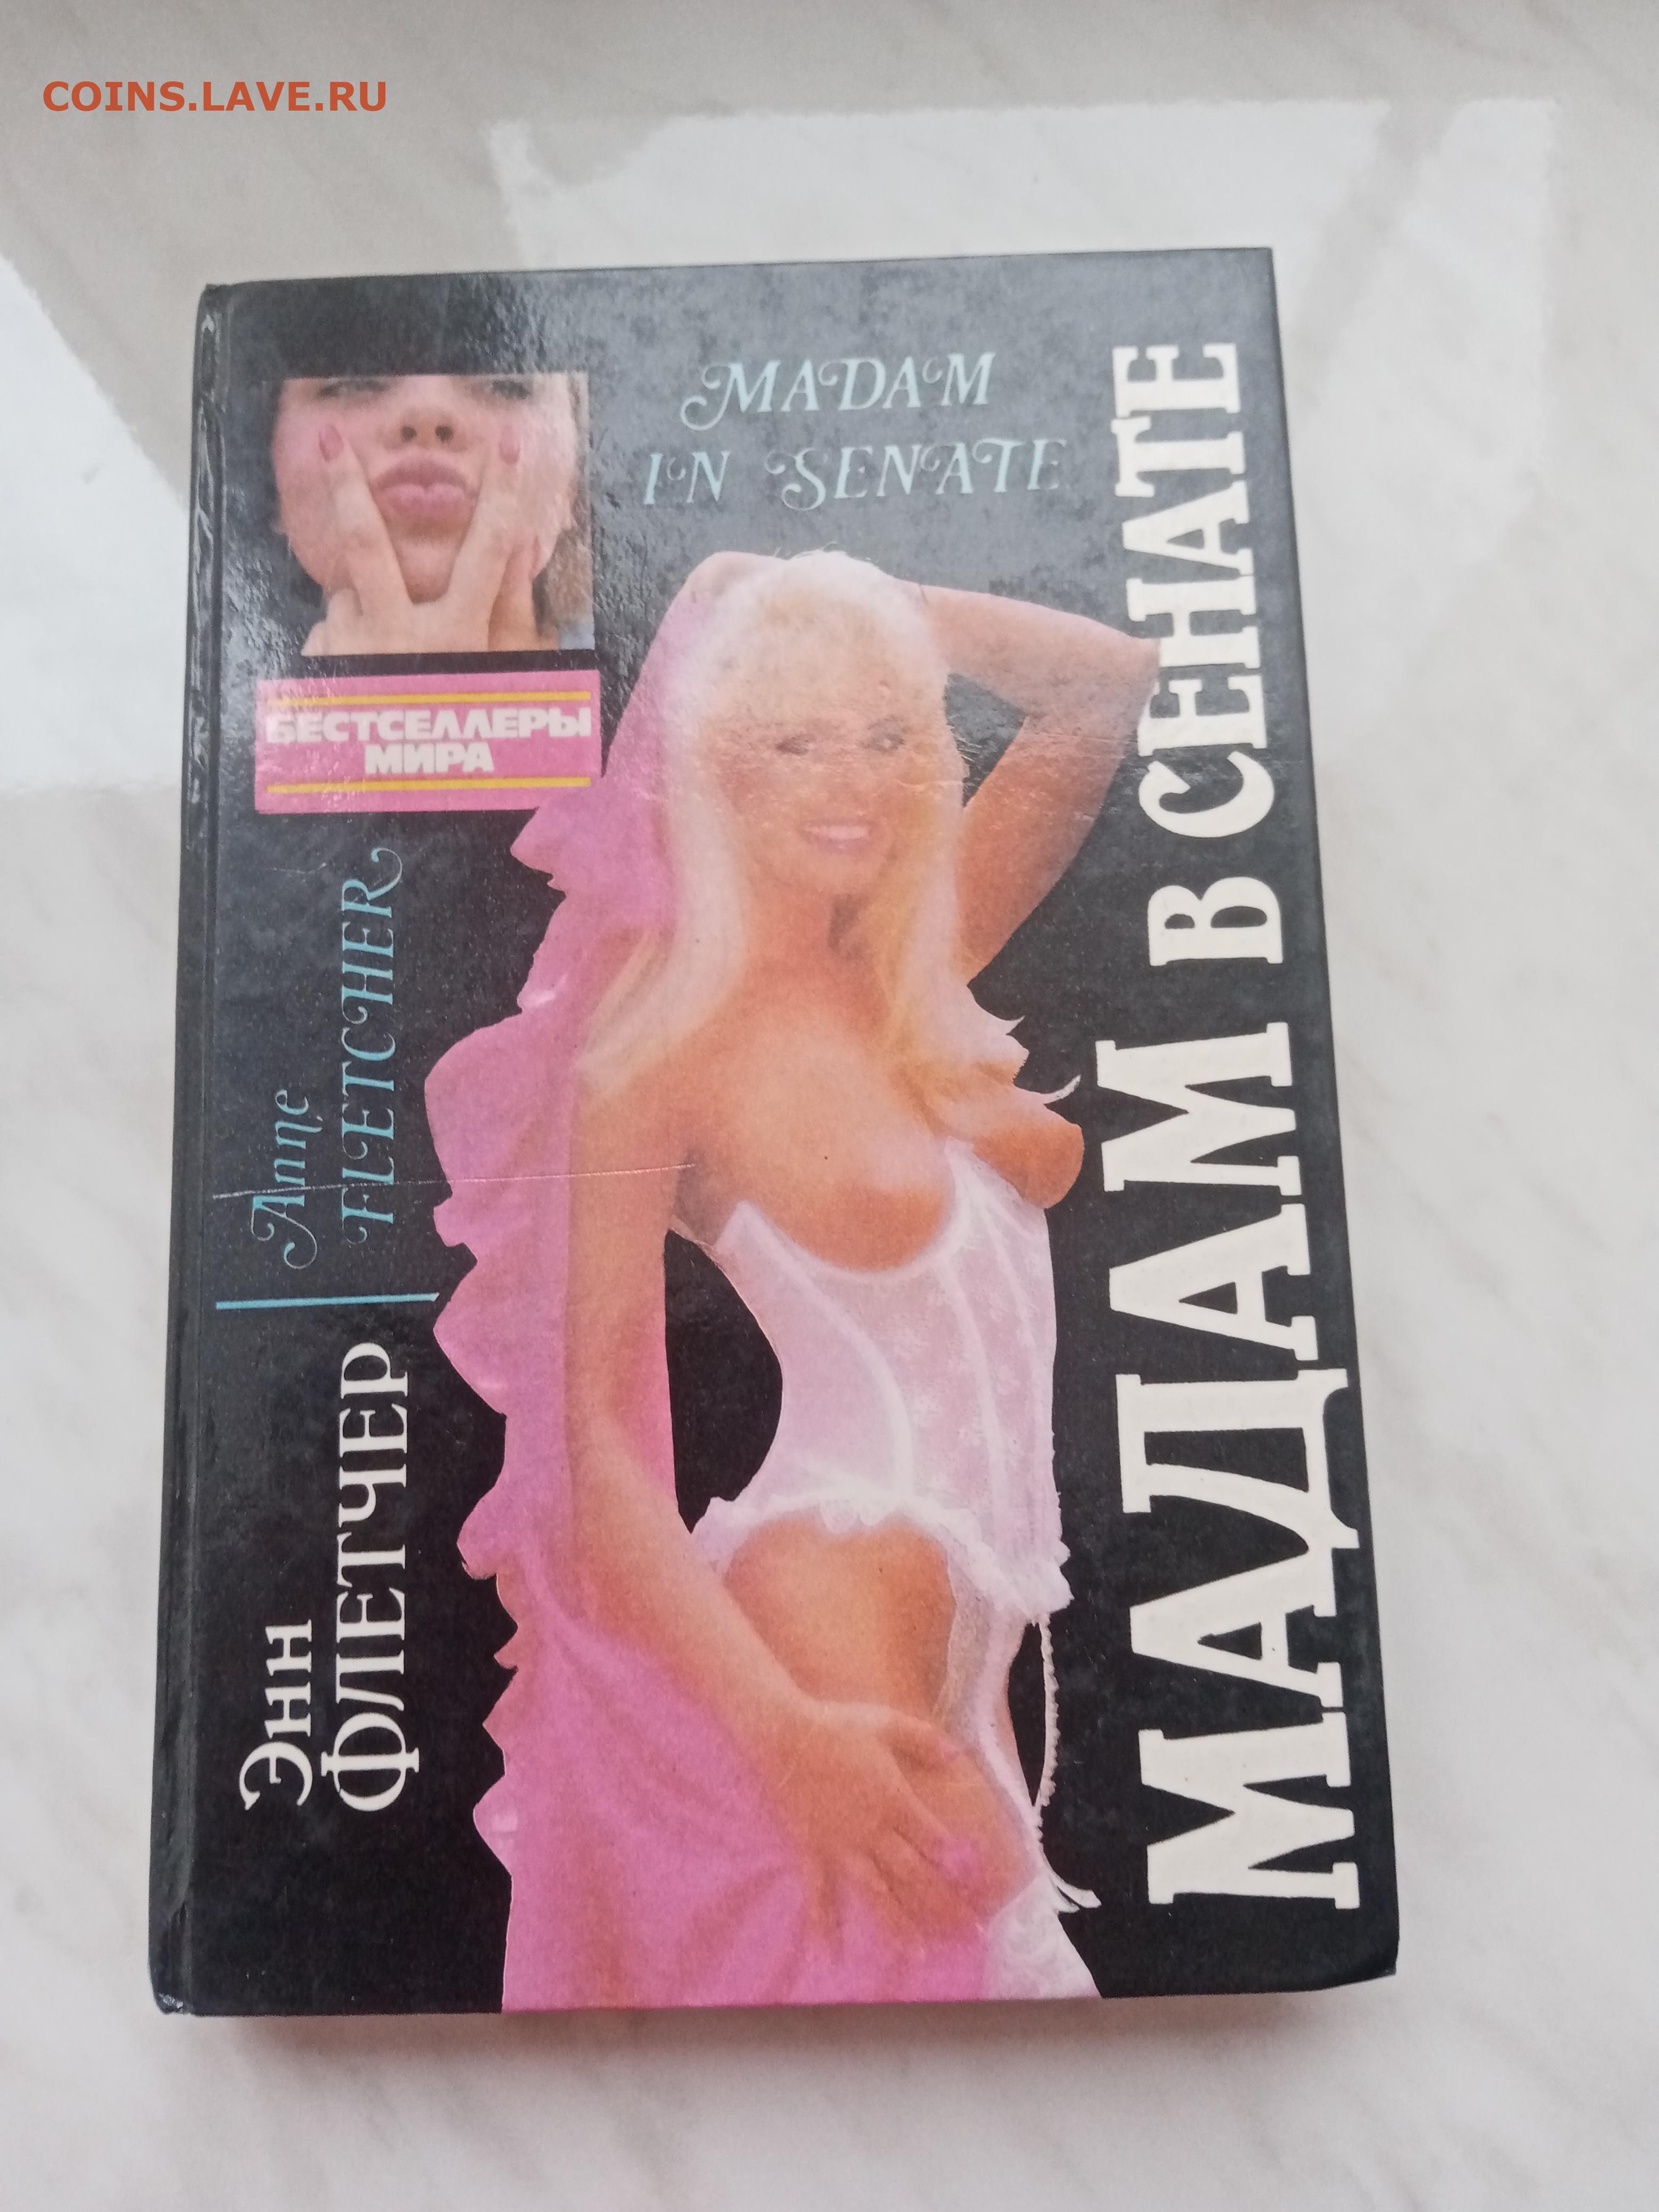 COINS.LAVE.RU
MADAM
IN SENATE
БЕСТСЕЛЛЕРЫ
МИРА
Anne
FLETCHER
Энн
ФЛЕТЧЕР
МАДАМ В СЕНАТЕ